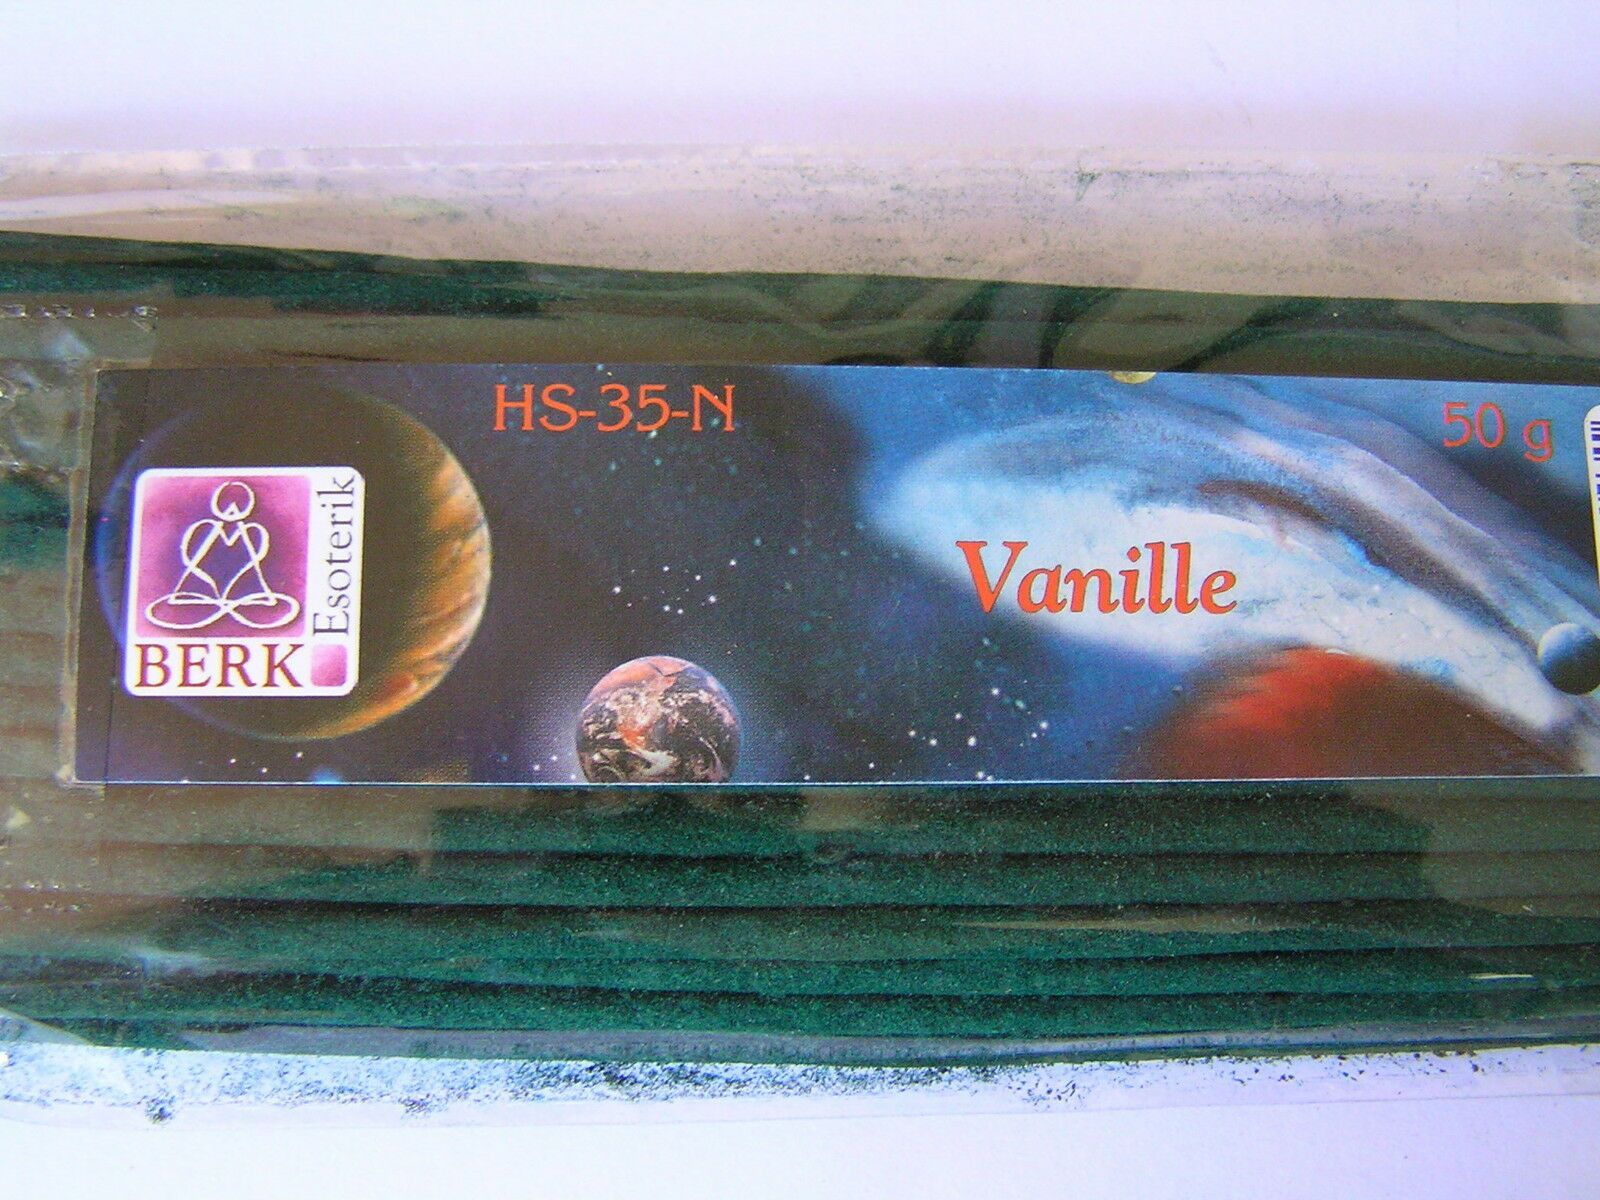 HS-35-N
50 g
Esoterik
BERK
Vanille